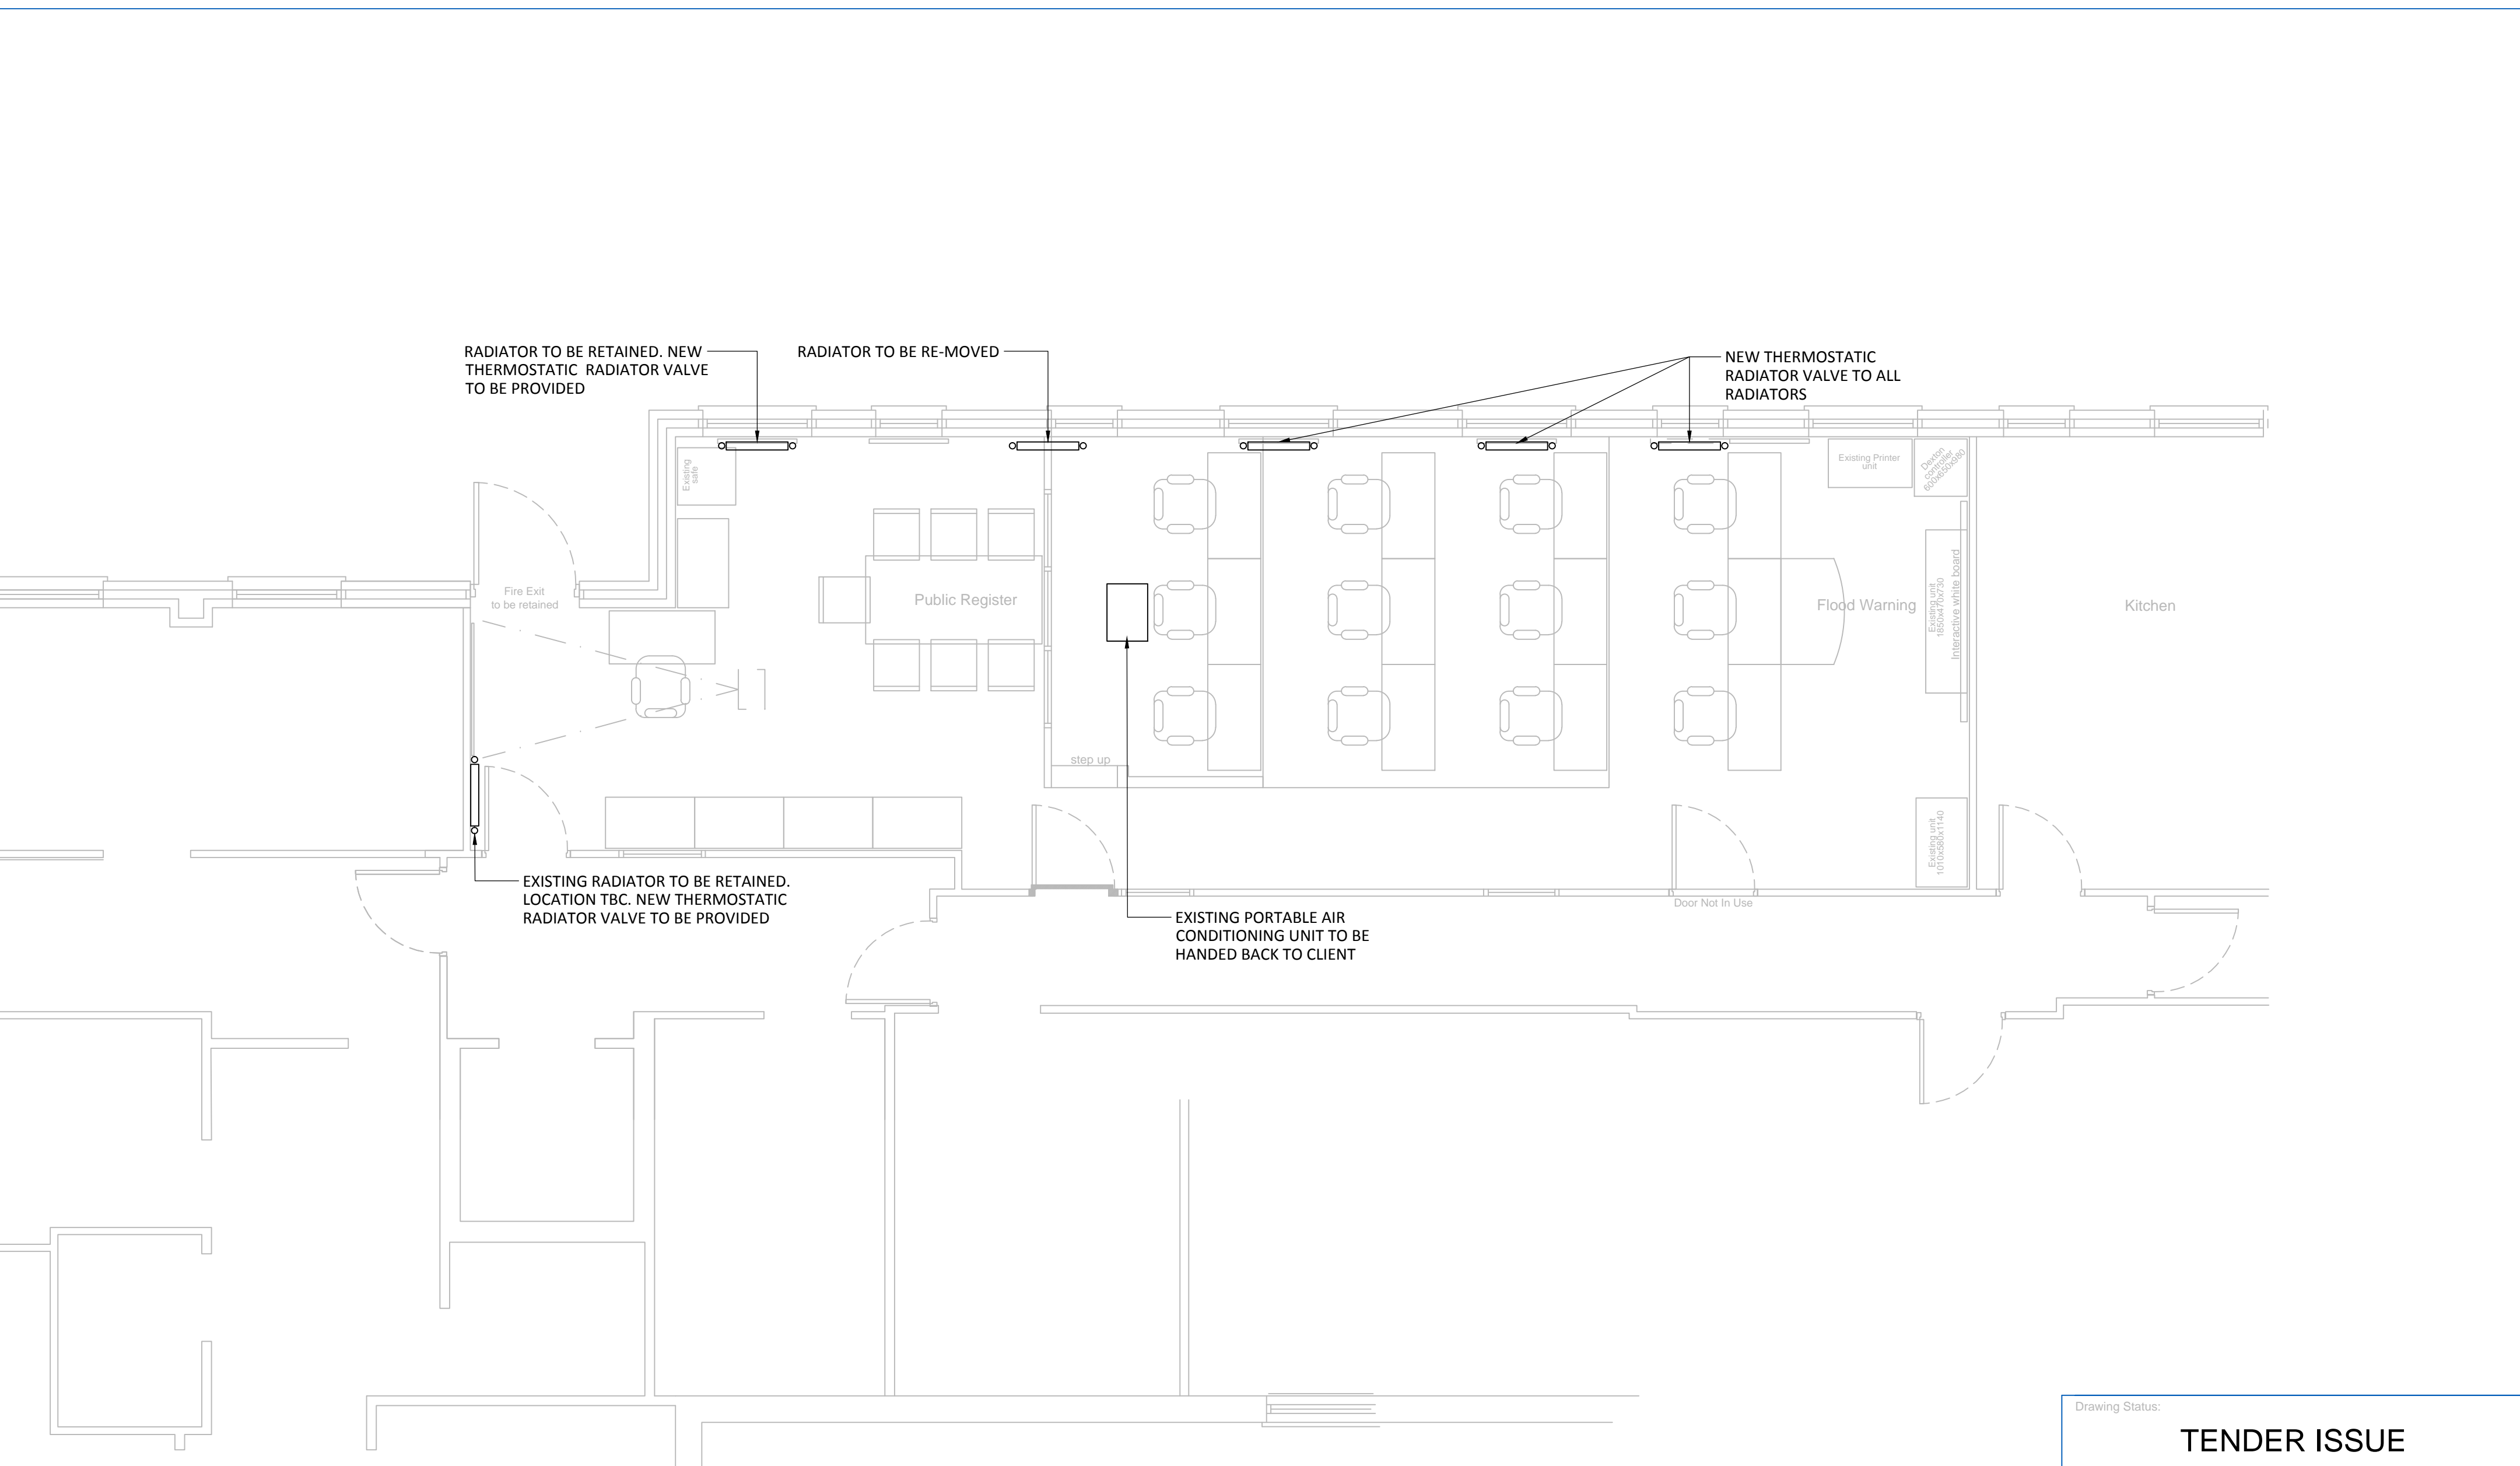 RADIATOR TO BE RETAINED. NEW
THERMOSTATIC  RADIATOR VALVE
TO BE PROVIDED
RADIATOR TO BE RE-MOVED
NEW THERMOSTATIC
RADIATOR VALVE TO ALL
RADIATORS
Existing
safe
Existing Printer
unit
Dexton
controller
600x650x980
Fire Exit
to be retained
Public Register
Flood Warning
Existing unit
1850x470x730
Interactive white board
Kitchen
step up
Existing unit
1010x580x1140
EXISTING RADIATOR TO BE RETAINED.
LOCATION TBC. NEW THERMOSTATIC
RADIATOR VALVE TO BE PROVIDED
Door Not In Use
EXISTING PORTABLE AIR
CONDITIONING UNIT TO BE
HANDED BACK TO CLIENT
Drawing Status:
TENDER ISSUE